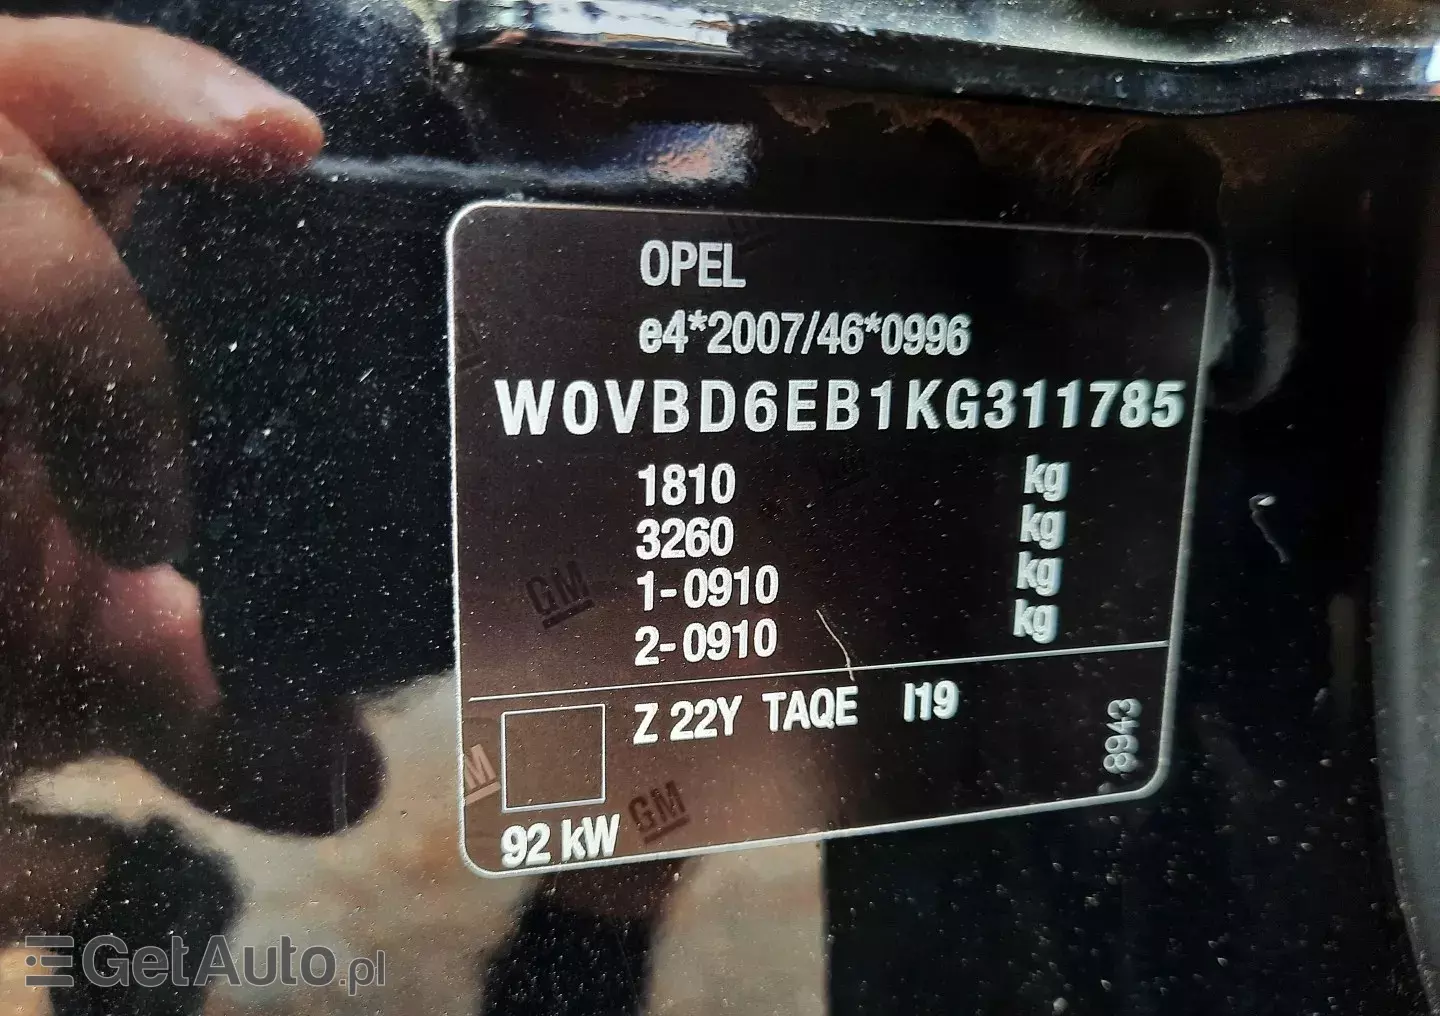 OPEL
e4*2007/46*0996
W0VBD6EB1KG311785
1810 kg
3260 kg
1-0910 kg
2-0910 kg
Z 22Y TAQE I19
8943
92 kW
GM
GM
GM
GetAuto.pl